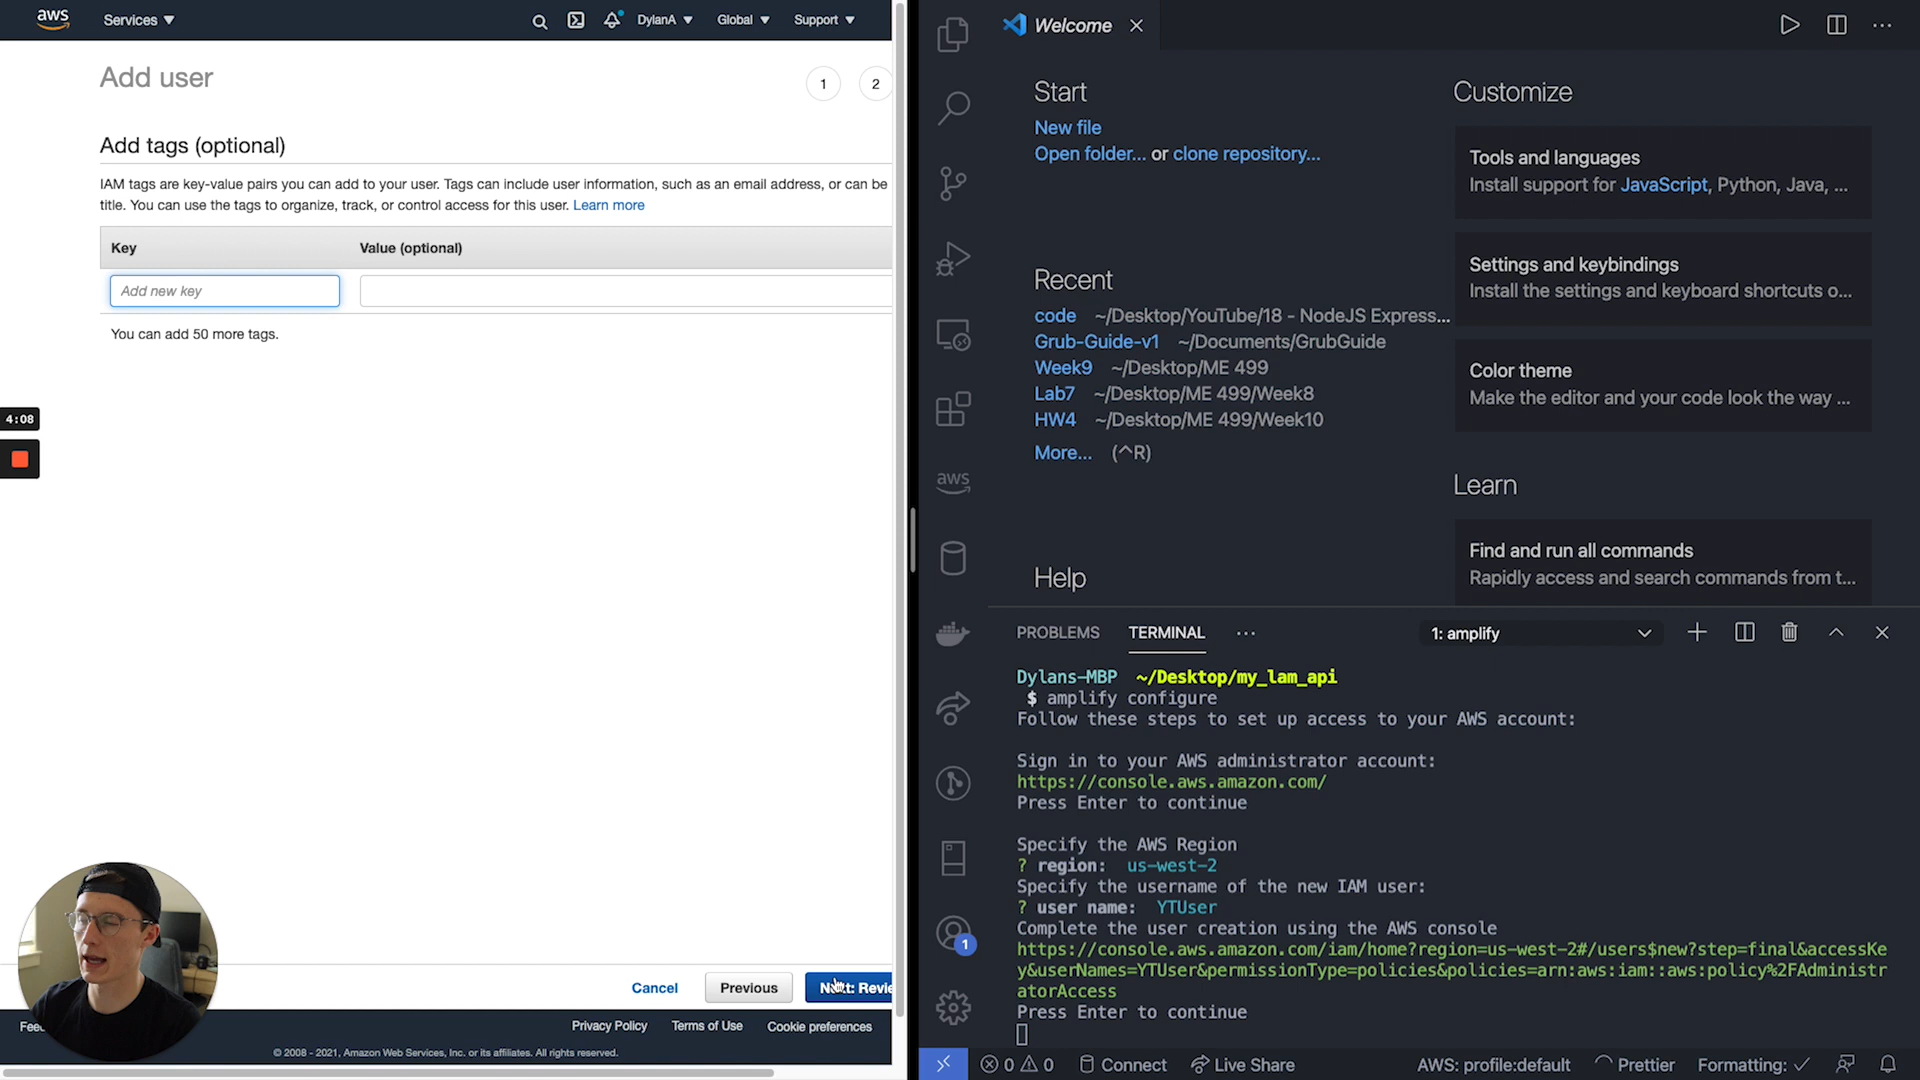 aws
Services ▼
DylanA ▼
Global ▼
Support ▼
Add user
1
2
Add tags (optional)
IAM tags are key-value pairs you can add to your user. Tags can include user information, such as an email address, or can be
title. You can use the tags to organize, track, or control access for this user. Learn more
Key
Value (optional)
Add new key
You can add 50 more tags.
4:08
Cancel
Previous
Next: Revie
Fee
Privacy Policy
Terms of Use
Cookie preferences
© 2008 - 2021, Amazon Web Services, Inc. or its affiliates. All rights reserved.
Welcome
Start
New file
Open folder... or clone repository...
Recent
code ~/Desktop/YouTube/18 - NodeJS Express...
Grub-Guide-v1 ~/Documents/GrubGuide
Week9 ~/Desktop/ME 499
Lab7 ~/Desktop/ME 499/Week8
HW4 ~/Desktop/ME 499/Week10
More... (^R)
Help
Customize
Tools and languages
Install support for JavaScript, Python, Java, ...
Settings and keybindings
Install the settings and keyboard shortcuts o...
Color theme
Make the editor and your code look the way ...
Learn
Find and run all commands
Rapidly access and search commands from t...
aws
1
PROBLEMS
TERMINAL
...
1: amplify
Dylans-MBP ~/Desktop/my_lam_api
$ amplify configure
Follow these steps to set up access to your AWS account:
Sign in to your AWS administrator account:
https://console.aws.amazon.com/
Press Enter to continue
Specify the AWS Region
? region: us-west-2
Specify the username of the new IAM user:
? user name: YTUser
Complete the user creation using the AWS console
https://console.aws.amazon.com/iam/home?region=us-west-2#/users$new?step=final&accessKe
y&userNames=YTUser&permissionType=policies&policies=arn:aws:iam::aws:policy%2FAdministr
atorAccess
Press Enter to continue
0
0
Connect
Live Share
AWS: profile:default
Prettier
Formatting: ✓